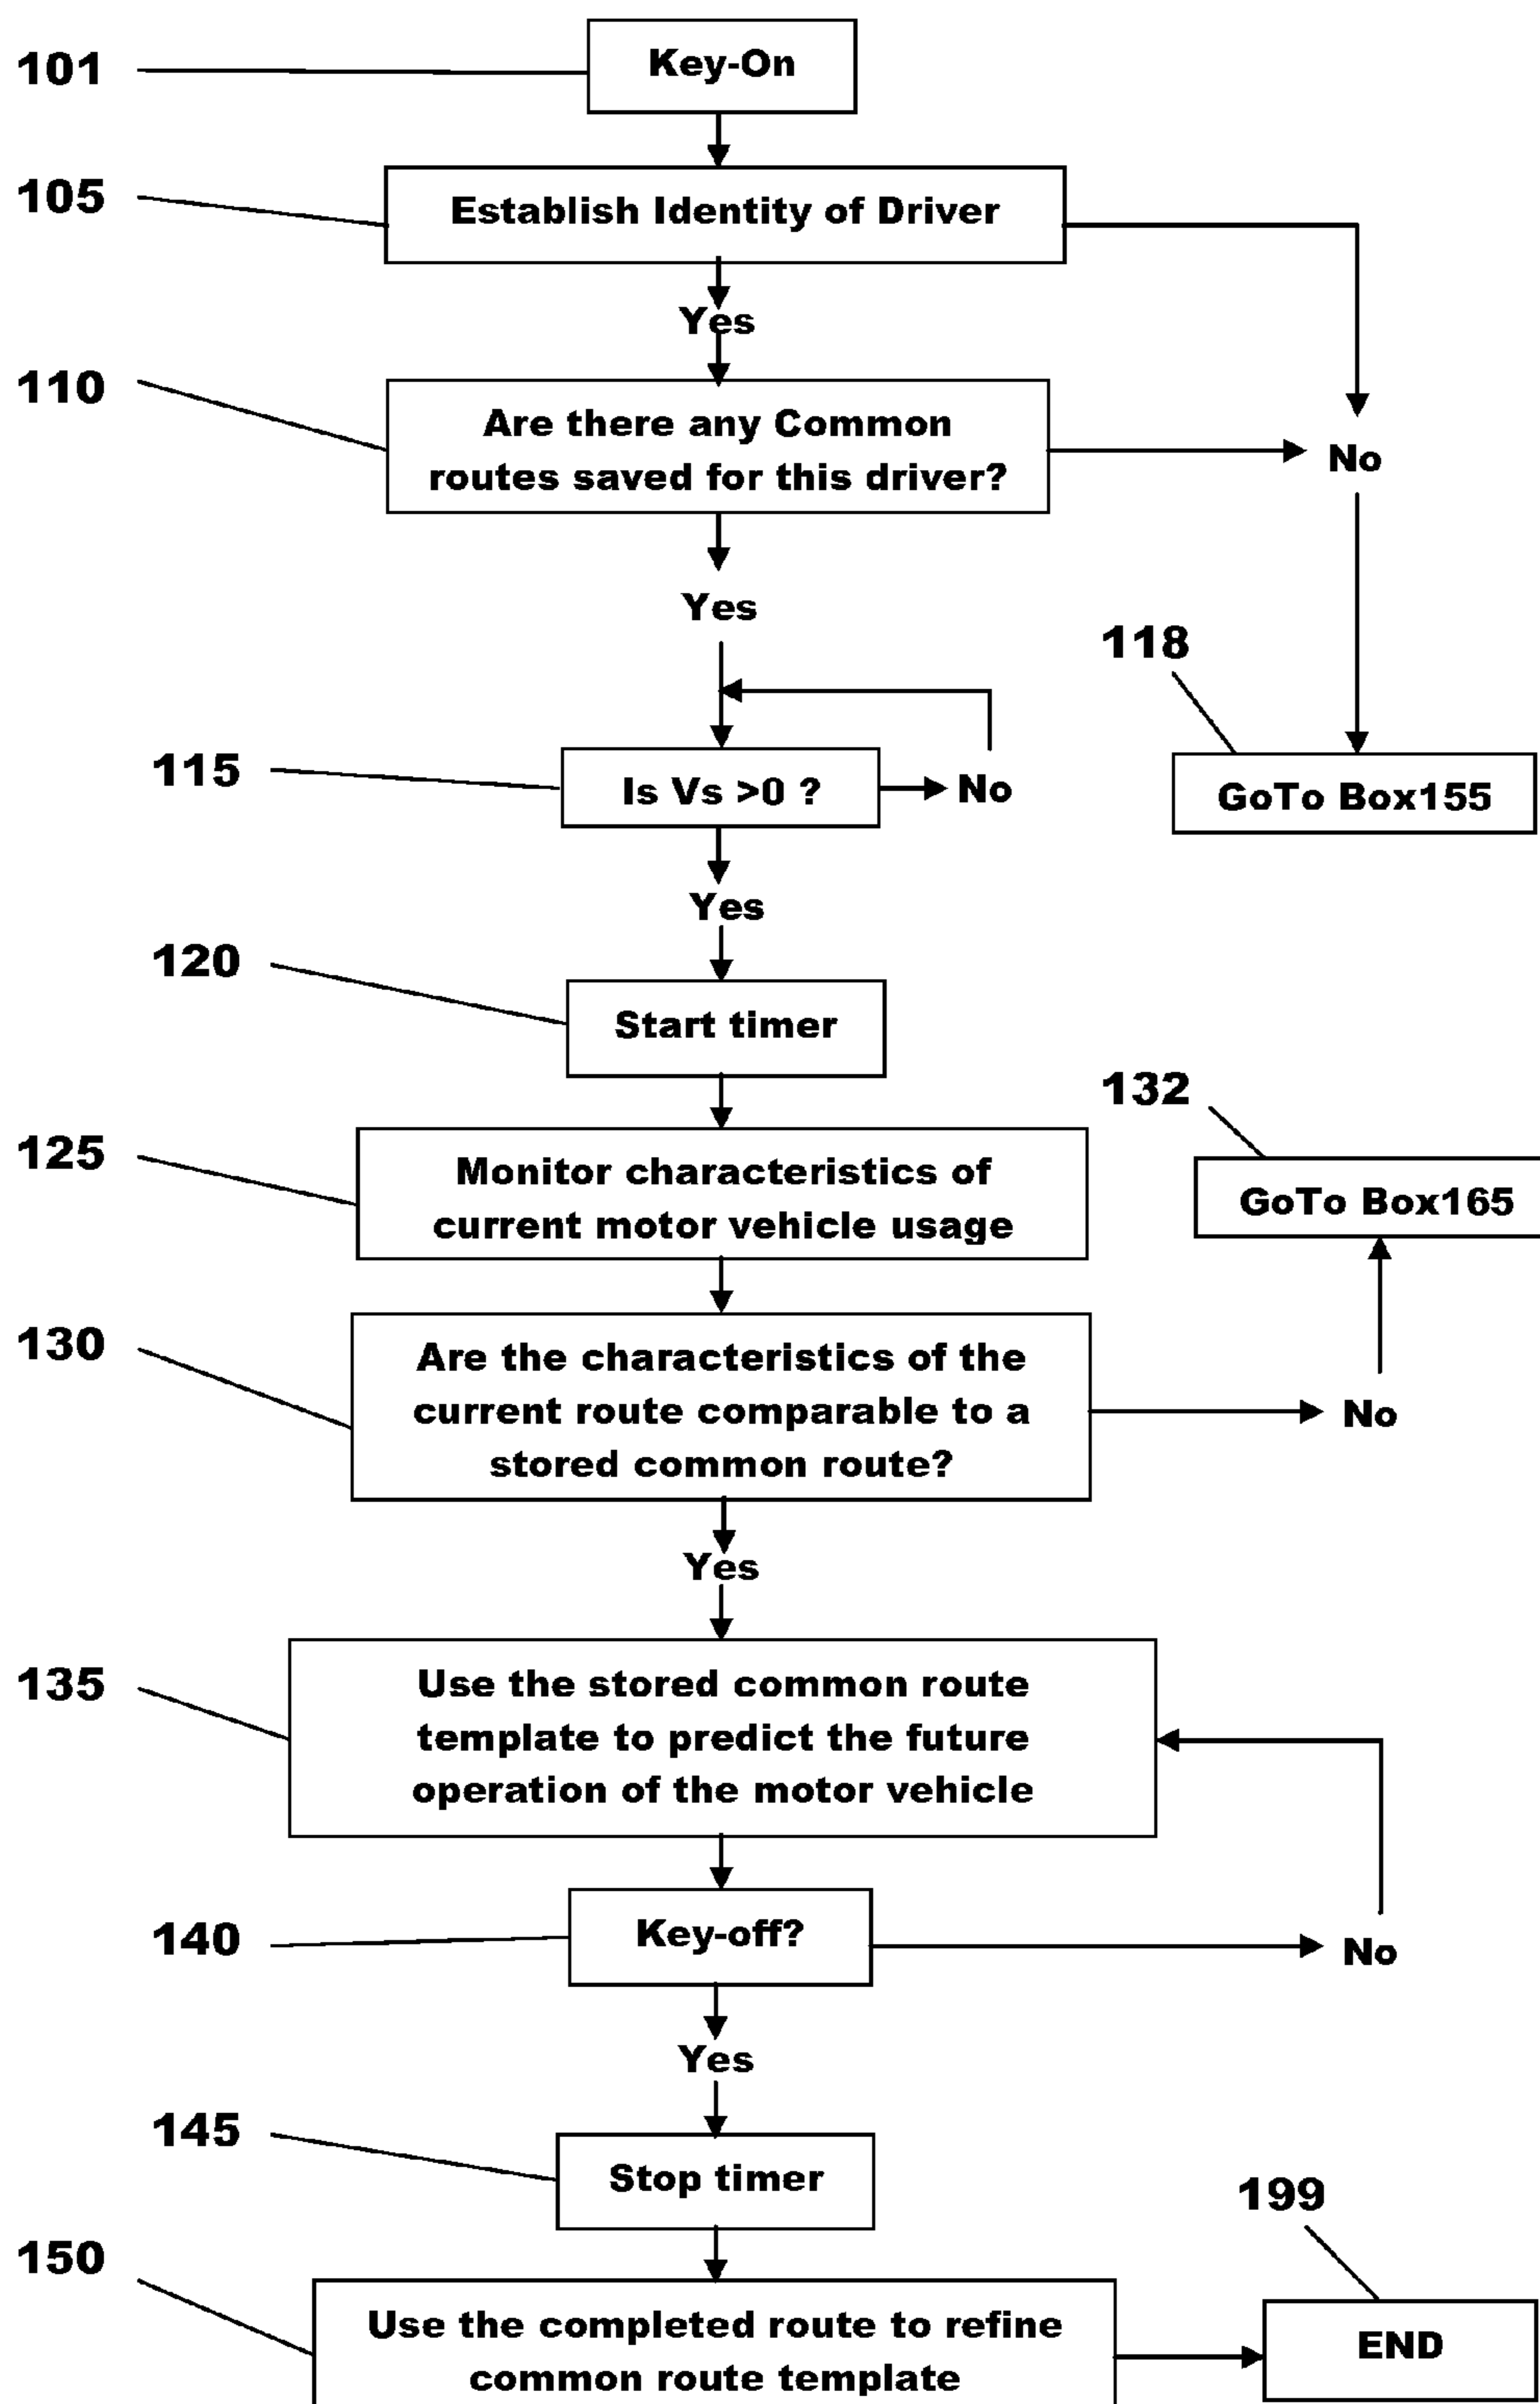 101
Key-On
105
Establish Identity of Driver
Yes
110
Are there any Common
routes saved for this driver?
No
Yes
118
115
Is Vs >0 ?
No
GoTo Box155
Yes
120
Start timer
132
125
Monitor characteristics of
current motor vehicle usage
GoTo Box165
130
Are the characteristics of the
current route comparable to a
stored common route?
No
Yes
135
Use the stored common route
template to predict the future
operation of the motor vehicle
140
Key-off?
No
Yes
145
Stop timer
199
150
Use the completed route to refine
common route template
END